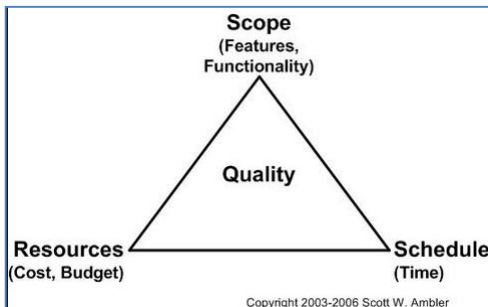 Scope
(Features,
Functionality)
Quality
Resources
(Cost, Budget)
Schedule
(Time)
Copyright 2003-2006 Scott W. Ambler